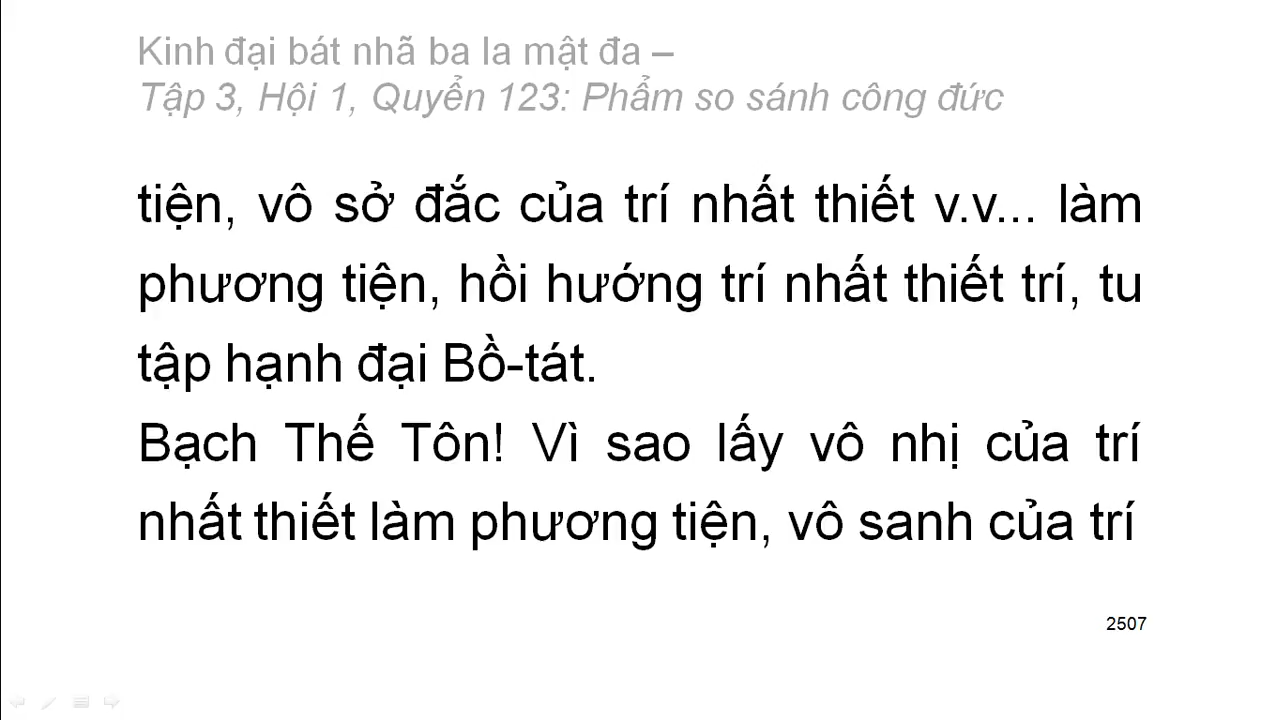 Kinh đại bát nhã ba la mật đa –
Tập 3, Hội 1, Quyển 123: Phẩm so sánh công đức
tiện, vô sở đắc của trí nhất thiết v.v... làm
phương tiện, hồi hướng trí nhất thiết trí, tu
tập hạnh đại Bồ-tát.
Bạch Thế Tôn! Vì sao lấy vô nhị của trí
nhất thiết làm phương tiện, vô sanh của trí
2507